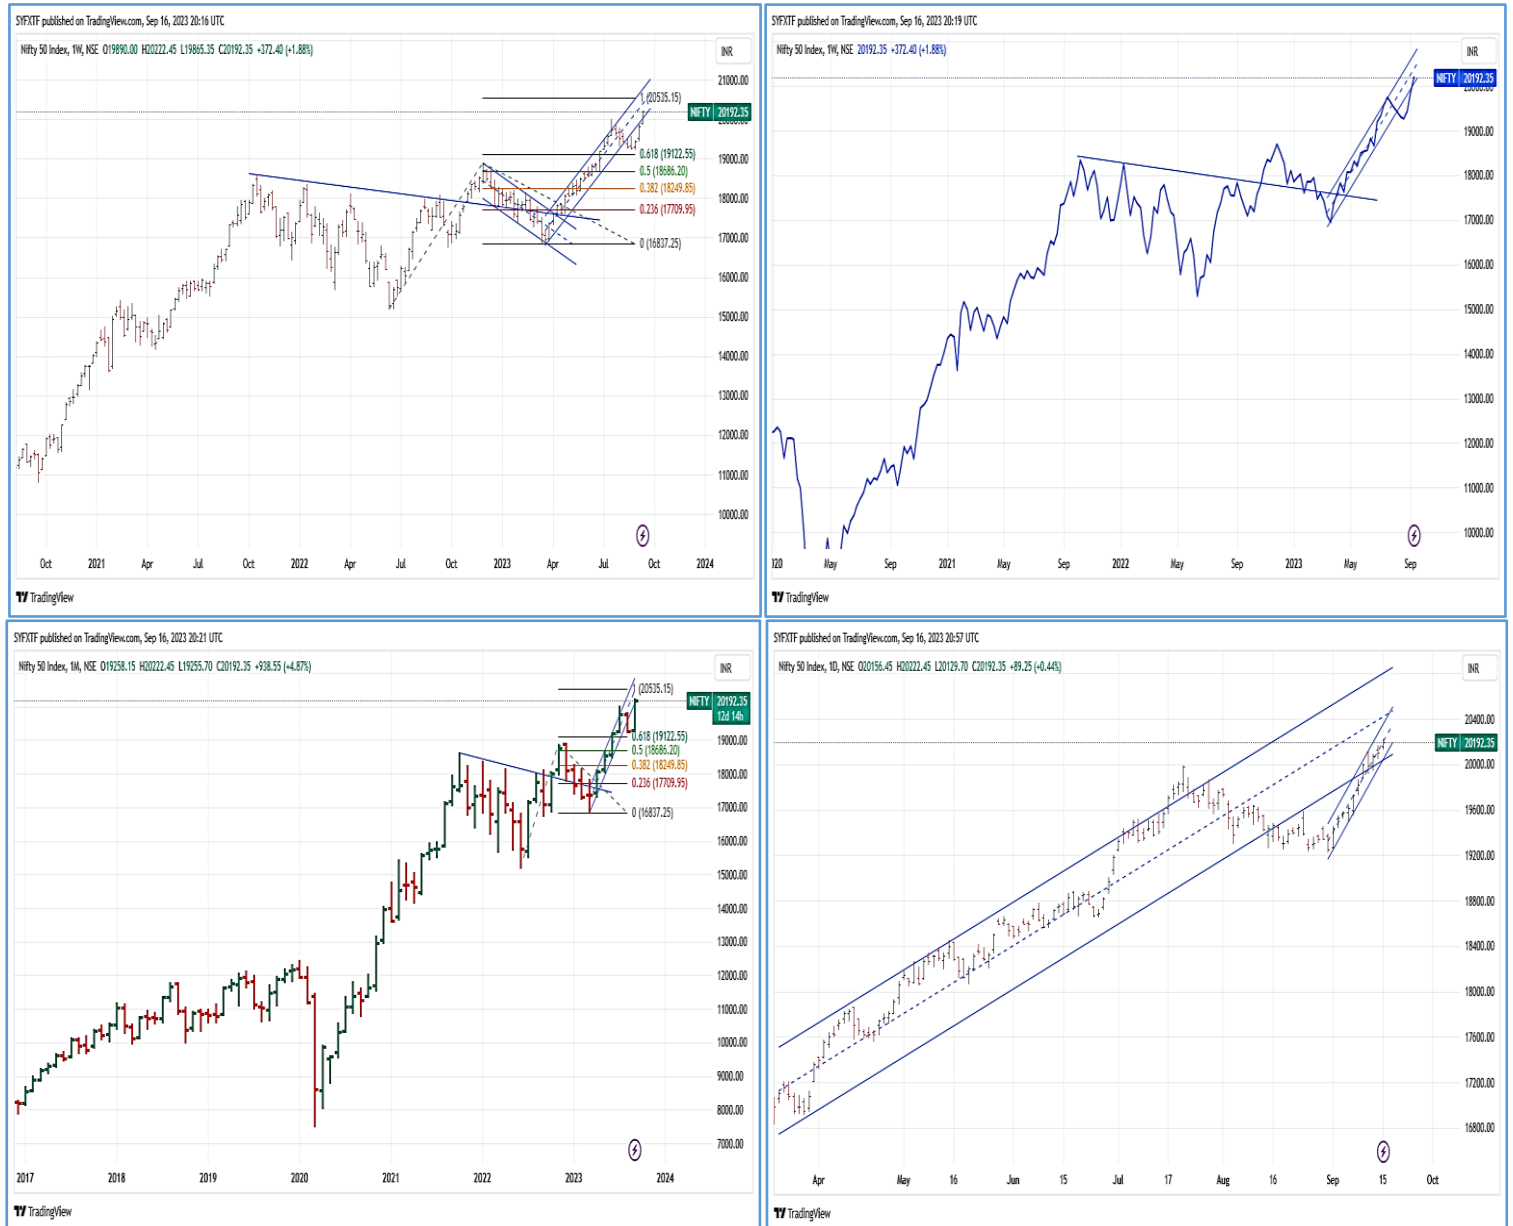 SYFXTF published on TradingView.com, Sep 16, 2023 20:16 UTC
Nifty 50 Index, 1W, NSE O19890.00 H20222.45 L19865.35 C20192.35 +372.40 (+1.88%)
INR
21000.00
1 (20535.15)
NIFTY 20192.35
20000.00
0.618 (19122.55)
19000.00
0.5 (18686.20)
0.382 (18249.85)
18000.00
0.236 (17709.95)
17000.00
0 (16837.25)
16000.00
15000.00
14000.00
13000.00
12000.00
11000.00
10000.00
Oct 2021 Apr Jul Oct 2022 Apr Jul Oct 2023 Apr Jul Oct 2024
TradingView
SYFXTF published on TradingView.com, Sep 16, 2023 20:19 UTC
Nifty 50 Index, 1W, NSE 20192.35 +372.40 (+1.88%)
INR
NIFTY 20192.35
20000.00
19000.00
18000.00
17000.00
16000.00
15000.00
14000.00
13000.00
12000.00
11000.00
10000.00
020 May Sep 2021 May Sep 2022 May Sep 2023 May Sep
TradingView
SYFXTF published on TradingView.com, Sep 16, 2023 20:21 UTC
Nifty 50 Index, 1M, NSE O19258.15 H20222.45 L19255.70 C20192.35 +938.55 (+4.87%)
INR
1 (20535.15)
NIFTY 20192.35
12d 14h
0.618 (19122.55)
19000.00
0.5 (18686.20)
0.382 (18249.85)
18000.00
0.236 (17709.95)
17000.00
0 (16837.25)
16000.00
15000.00
14000.00
13000.00
12000.00
11000.00
10000.00
9000.00
8000.00
7000.00
2017 2018 2019 2020 2021 2022 2023 2024
TradingView
SYFXTF published on TradingView.com, Sep 16, 2023 20:57 UTC
Nifty 50 Index, 1D, NSE O20156.45 H20222.45 L20129.70 C20192.35 +89.25 (+0.44%)
INR
20400.00
NIFTY 20192.35
20000.00
19600.00
19200.00
18800.00
18400.00
18000.00
17600.00
17200.00
16800.00
Apr May 16 Jun 15 Jul 17 Aug 16 Sep 15 Oct
TradingView